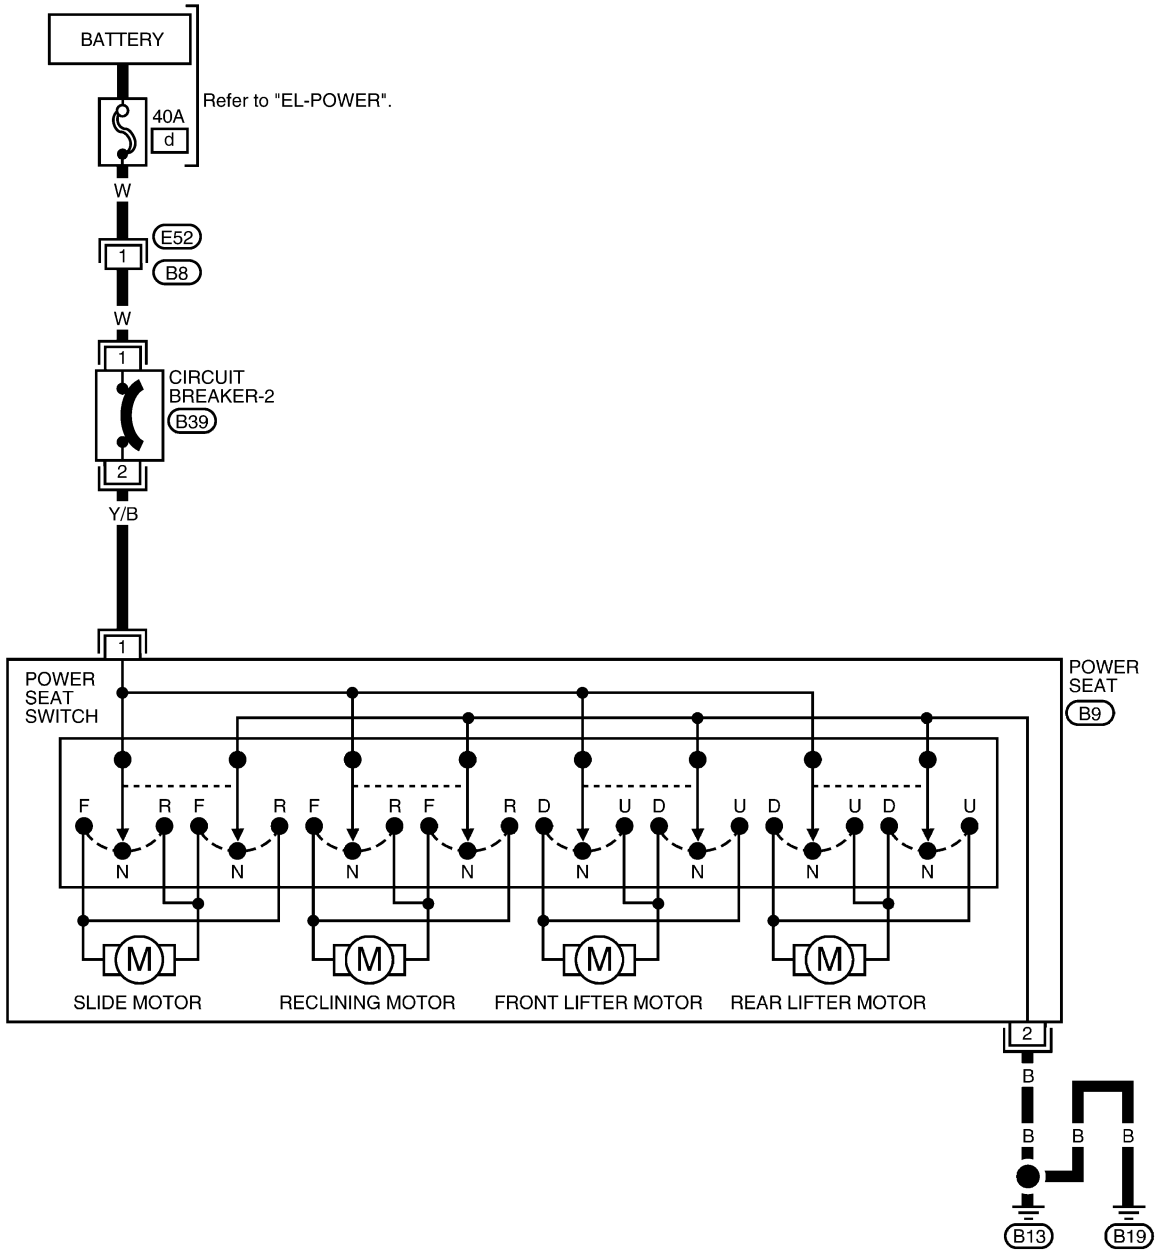 BATTERY
Refer to "EL-POWER".
40A
d
W
E52
1
B8
W
1
CIRCUIT
BREAKER-2
B39
2
Y/B
1
POWER
SEAT
SWITCH
POWER
SEAT
B9
F R F R F R F R D U D U D U D U
N N N N N N N N
M M M M
SLIDE MOTOR RECLINING MOTOR FRONT LIFTER MOTOR REAR LIFTER MOTOR
2
B
B B B
B13 B19